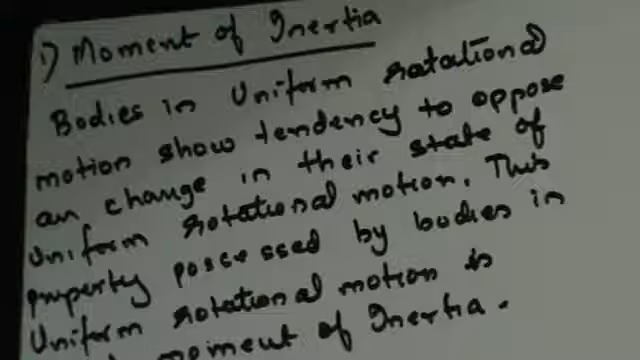 1) Moment of Inertia
Bodies in Uniform rotational
motion show tendency to oppose
an change in their state of
Uniform rotational motion. This
property possessed by bodies in
Uniform rotational motion is
moment of Inertia.